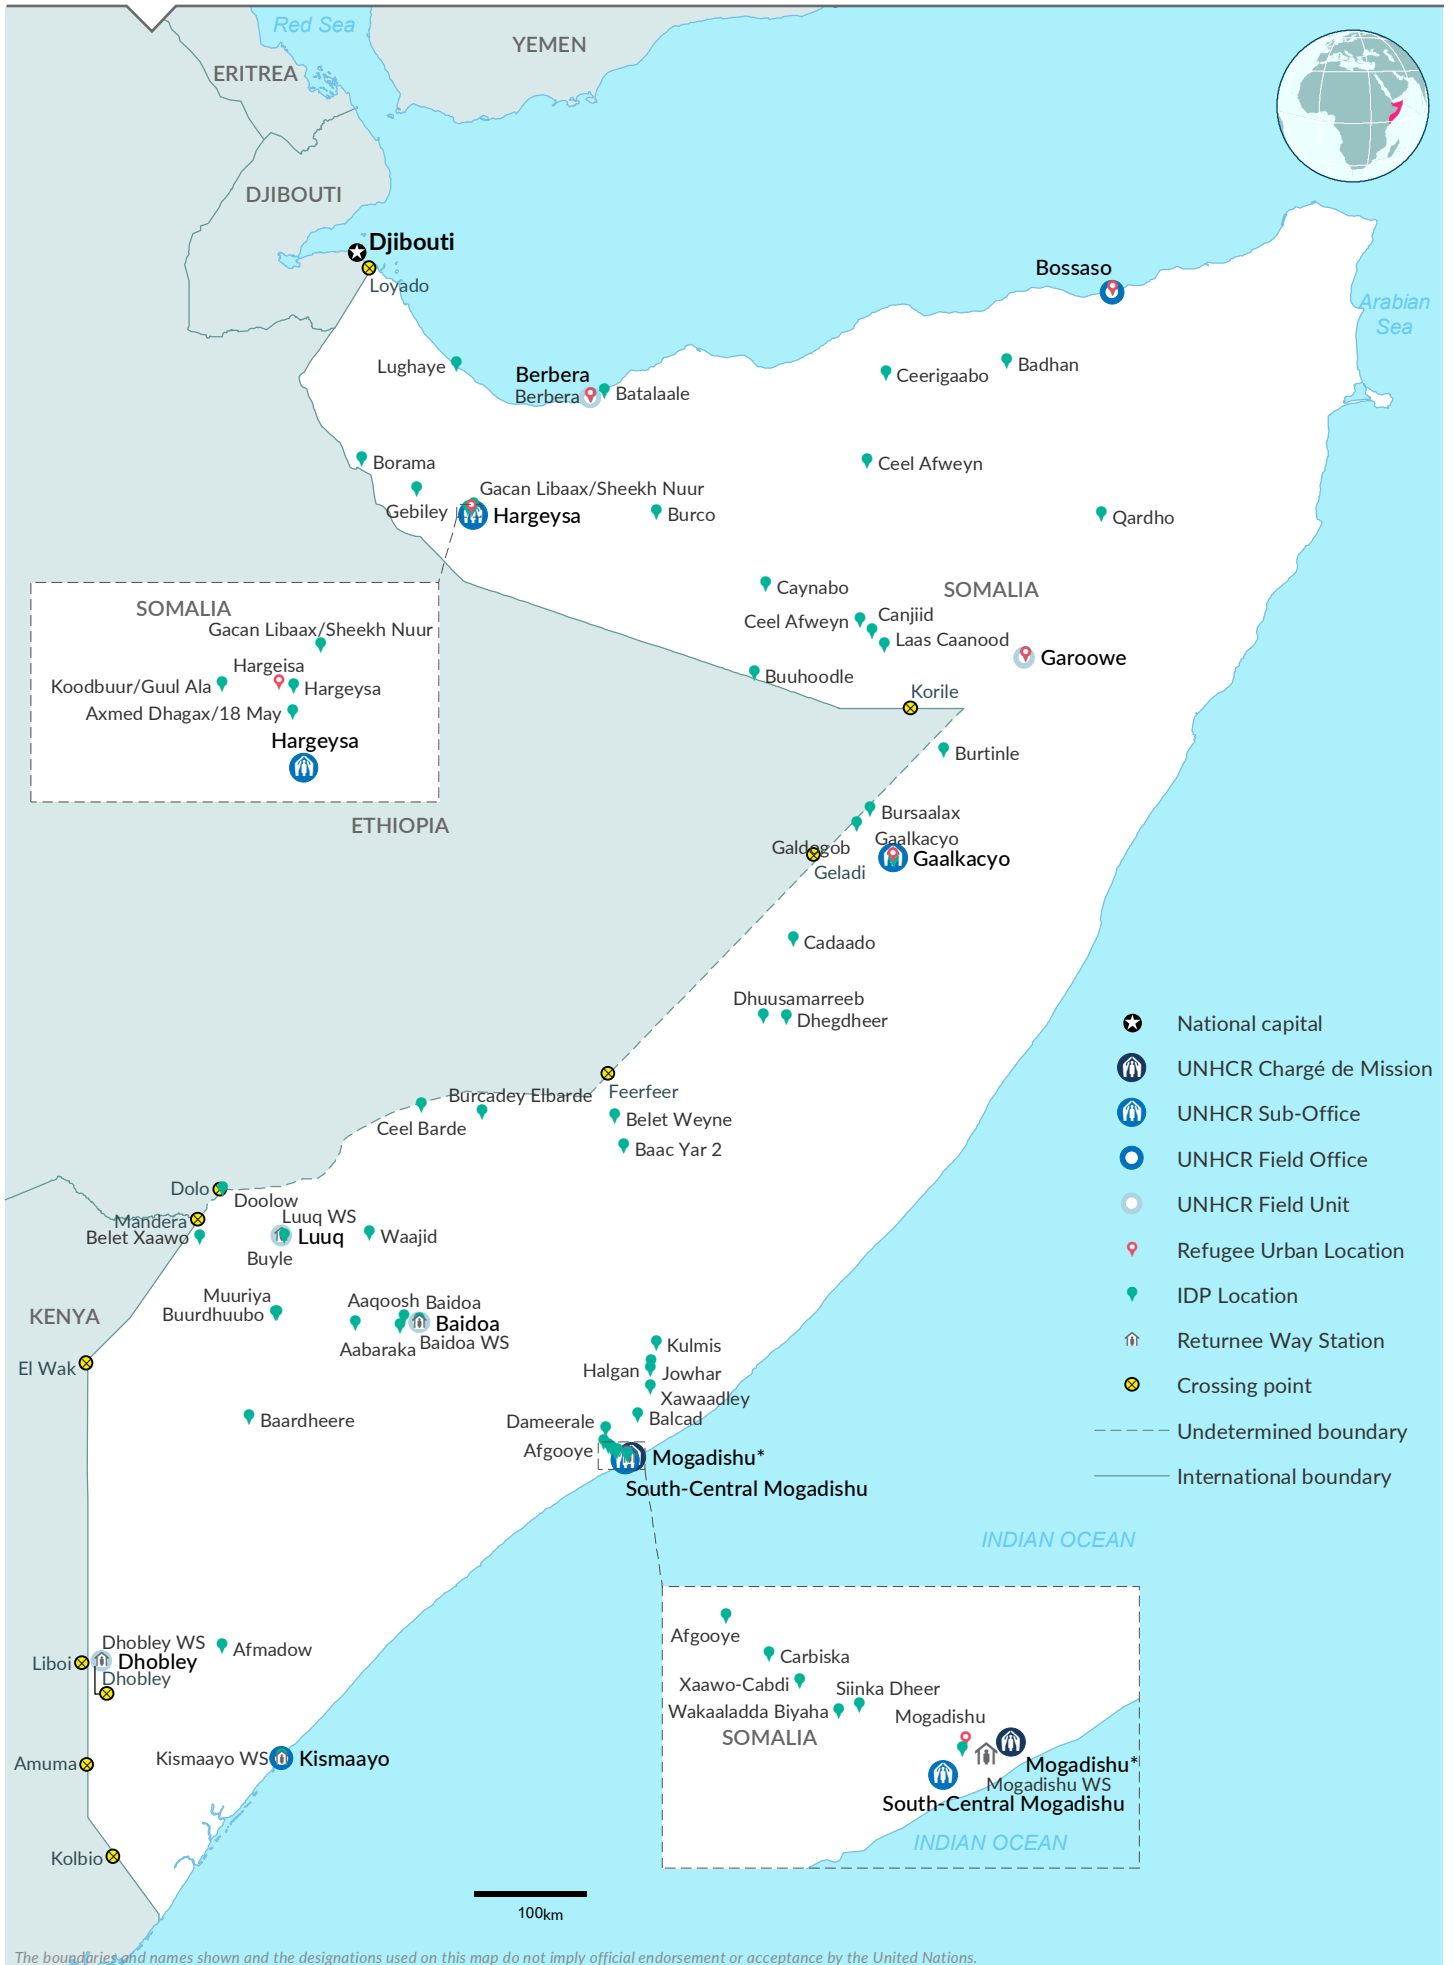 Red Sea
YEMEN
ERITREA
DJIBOUTI
Djibouti
Loyado
Bossaso
Arabian
Sea
Lughaye
Berbera
Berbera
Batalaale
Ceerigaabo
Badhan
Borama
Ceel Afweyn
Gebiley
Gacan Libaax/Sheekh Nuur
Hargeysa
Burco
Qardho
SOMALIA
Gacan Libaax/Sheekh Nuur
Hargeisa
Koodbuur/Guul Ala
Hargeysa
Axmed Dhagax/18 May
Hargeysa
Caynabo
SOMALIA
Ceel Afweyn
Canjiid
Laas Caanood
Garoowe
Buuhoodle
Korile
Burtinle
ETHIOPIA
Bursaalax
Galdogob
Gaalkacyo
Gaalkacyo
Geladi
Cadaado
Dhuusamarreeb
Dhegdheer
Feerfeer
Burcadey Elbarde
Ceel Barde
Belet Weyne
Baac Yar 2
Dolo
Doolow
Mandera
Belet Xaawo
Luuq WS
Luuq
Buyle
Waajid
KENYA
Muuriya
Buurdhuubo
Aaqoosh
Baidoa
Baidoa
Aabaraka
Baidoa WS
El Wak
Kulmis
Halgan
Jowhar
Xawaadley
Baardheere
Dameerale
Balcad
Afgooye
Mogadishu*
South-Central Mogadishu
National capital
UNHCR Chargé de Mission
UNHCR Sub-Office
UNHCR Field Office
UNHCR Field Unit
Refugee Urban Location
IDP Location
Returnee Way Station
Crossing point
Undetermined boundary
International boundary
INDIAN OCEAN
Dhobley WS
Liboi
Dhobley
Dhobley
Afmadow
Amuma
Kismaayo WS
Kismaayo
Kolbio
Afgooye
Carbiska
Xaawo-Cabdi
Siinka Dheer
Wakaaladda Biyaha
SOMALIA
Mogadishu
Mogadishu*
Mogadishu WS
South-Central Mogadishu
INDIAN OCEAN
100km
The boundaries and names shown and the designations used on this map do not imply official endorsement or acceptance by the United Nations.